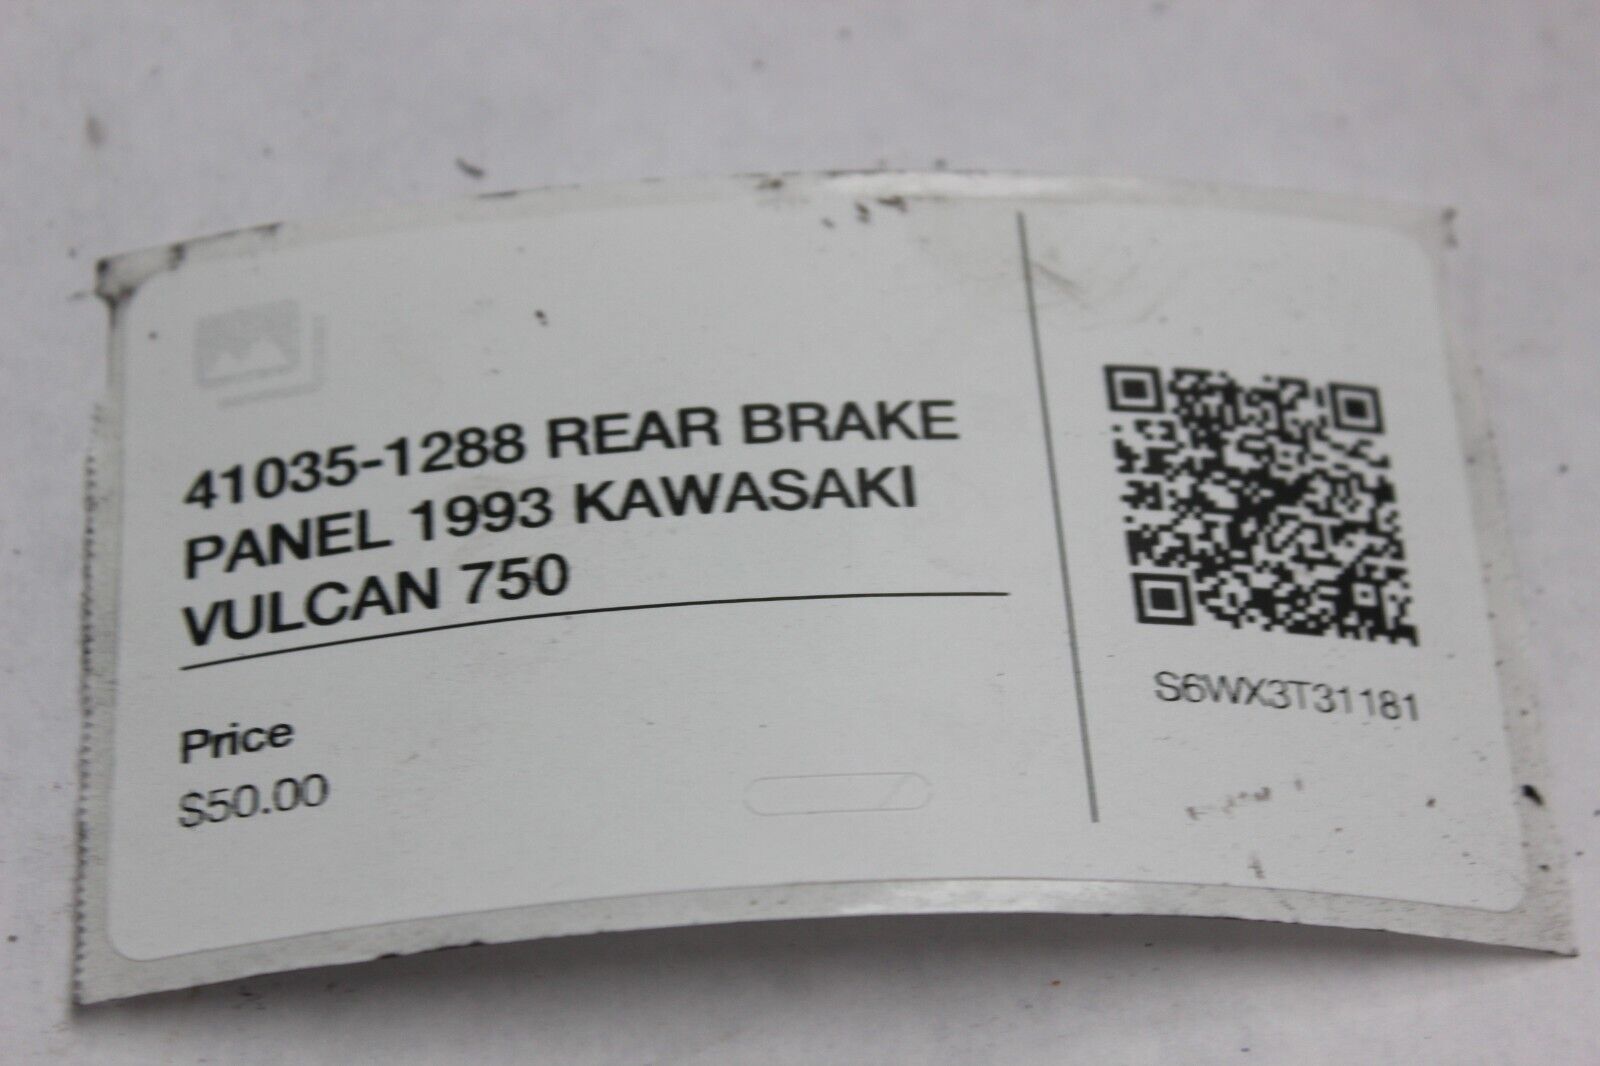 41035-1288 REAR BRAKE
PANEL 1993 KAWASAKI
VULCAN 750
Price
$50.00
S6WX3T31181